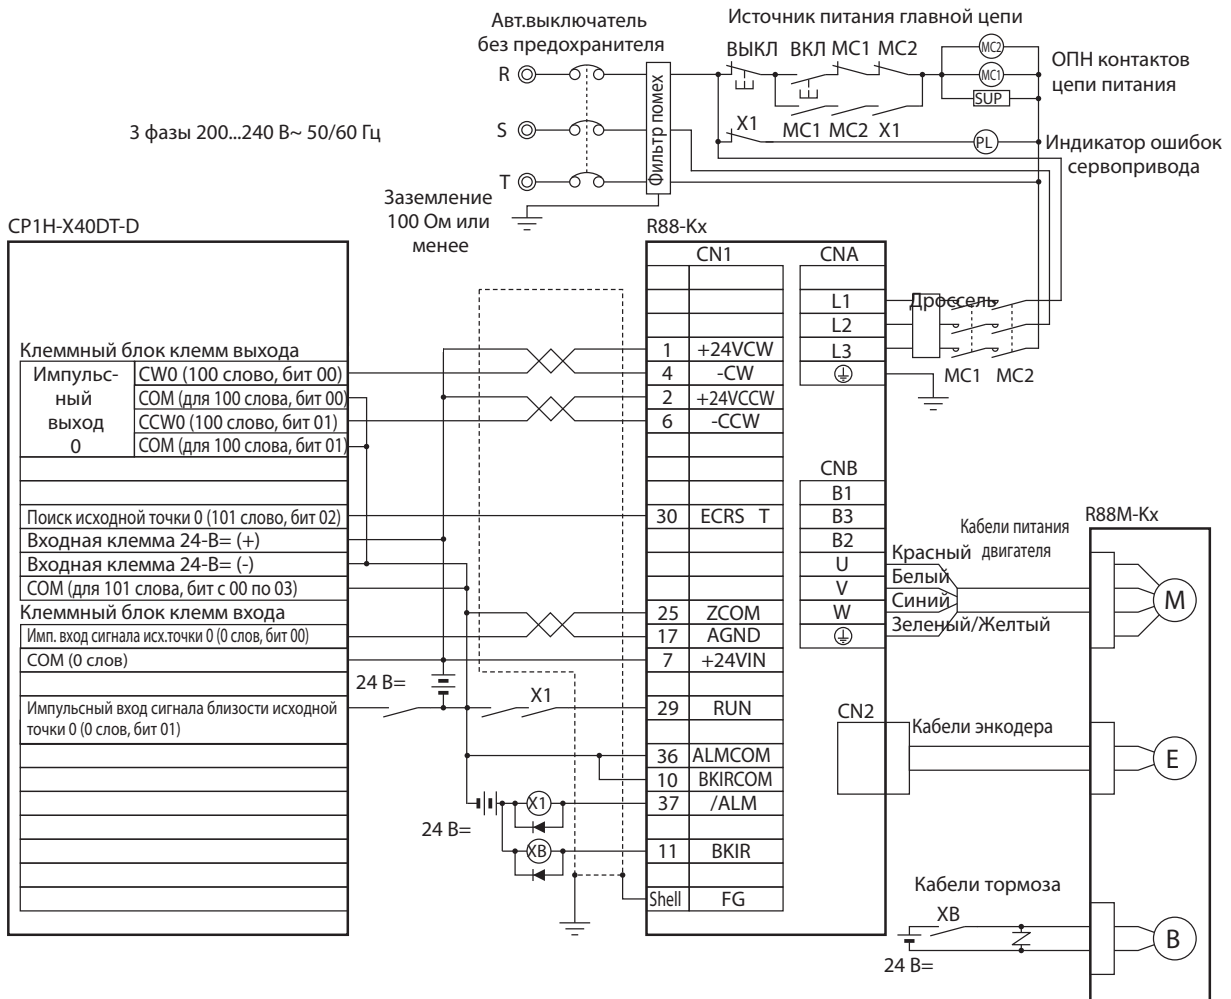 Авт.выключатель
без предохранителя
Источник питания главной цепи
ВЫКЛ ВКЛ MC1 MC2
MC2
MC1
SUP
ОПН контактов
цепи питания
R
S
T
Фильтр помех
3 фазы 200...240 В~ 50/60 Гц
X1
MC1 MC2 X1
PL
Индикатор ошибок
сервопривода
Заземление
100 Ом или
менее
CP1H-X40DT-D
R88-Kx
CN1
CNA
L1
L2
L3
Дроссель
MC1 MC2
Клеммный блок клемм выхода
Импульс-
ный
выход
0
CW0 (100 слово, бит 00)
COM (для 100 слова, бит 00)
CCW0 (100 слово, бит 01)
COM (для 100 слова, бит 01)
1 +24VCW
4 -CW
2 +24VCCW
6 -CCW
CNB
B1
B3
B2
U
V
W
Поиск исходной точки 0 (101 слово, бит 02)
30 ECRS T
Входная клемма 24-В= (+)
Входная клемма 24-В= (-)
COM (для 101 слова, бит с 00 по 03)
Клеммный блок клемм входа
Имп. вход сигнала исх.точки 0 (0 слов, бит 00)
COM (0 слов)
25 ZCOM
17 AGND
7 +24VIN
Красный
Белый
Синий
Зеленый/Желтый
Кабели питания
двигателя
R88M-Kx
M
24 В=
X1
Импульсный вход сигнала близости исходной
точки 0 (0 слов, бит 01)
29 RUN
CN2
Кабели энкодера
E
36 ALMCOM
10 BKIRCOM
37 /ALM
X1
24 В=
XB
11 BKIR
Shell FG
Кабели тормоза
XB
B
24 В=